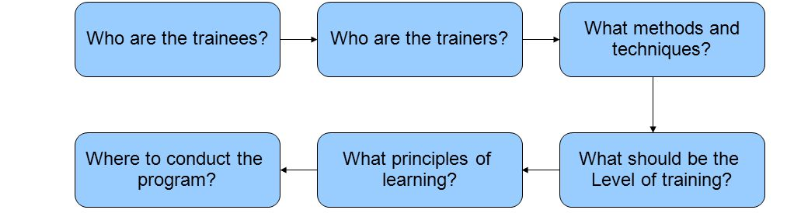 Who are the trainees?
Who are the trainers?
What methods and
techniques?
What should be the
Level of training?
What principles of
learning?
Where to conduct the
program?